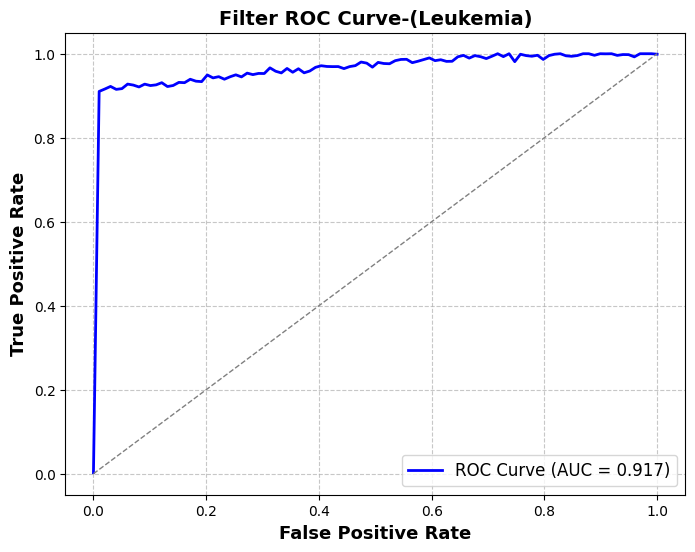 Filter ROC Curve-(Leukemia)
True Positive Rate
1.0
0.8
0.6
0.4
0.2
0.0
ROC Curve (AUC = 0.917)
0.0 0.2 0.4 0.6 0.8 1.0
False Positive Rate